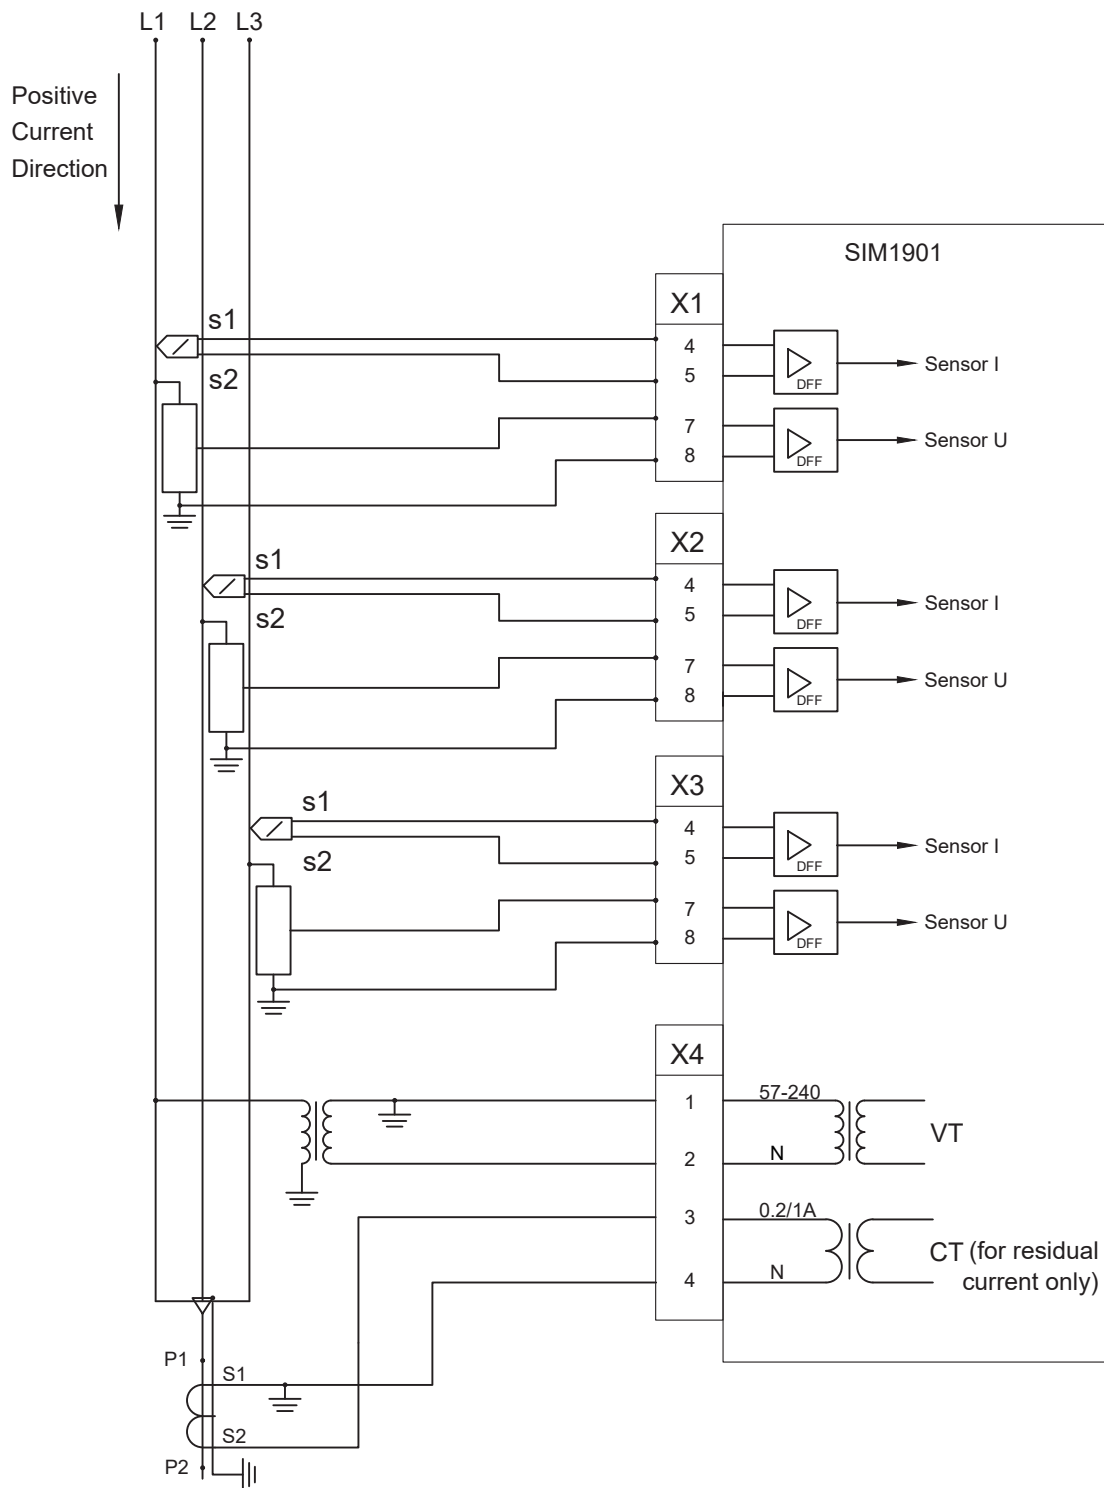 L1 L2 L3
Positive
Current
Direction
SIM1901
X1
s1
4
5
Sensor I
DFF
s2
7
8
Sensor U
DFF
X2
s1
4
5
Sensor I
DFF
s2
7
8
Sensor U
DFF
X3
s1
4
5
Sensor I
DFF
s2
7
8
Sensor U
DFF
X4
1
57-240
VT
2
N
3
0.2/1A
CT (for residual
current only)
4
N
P1
S1
S2
P2